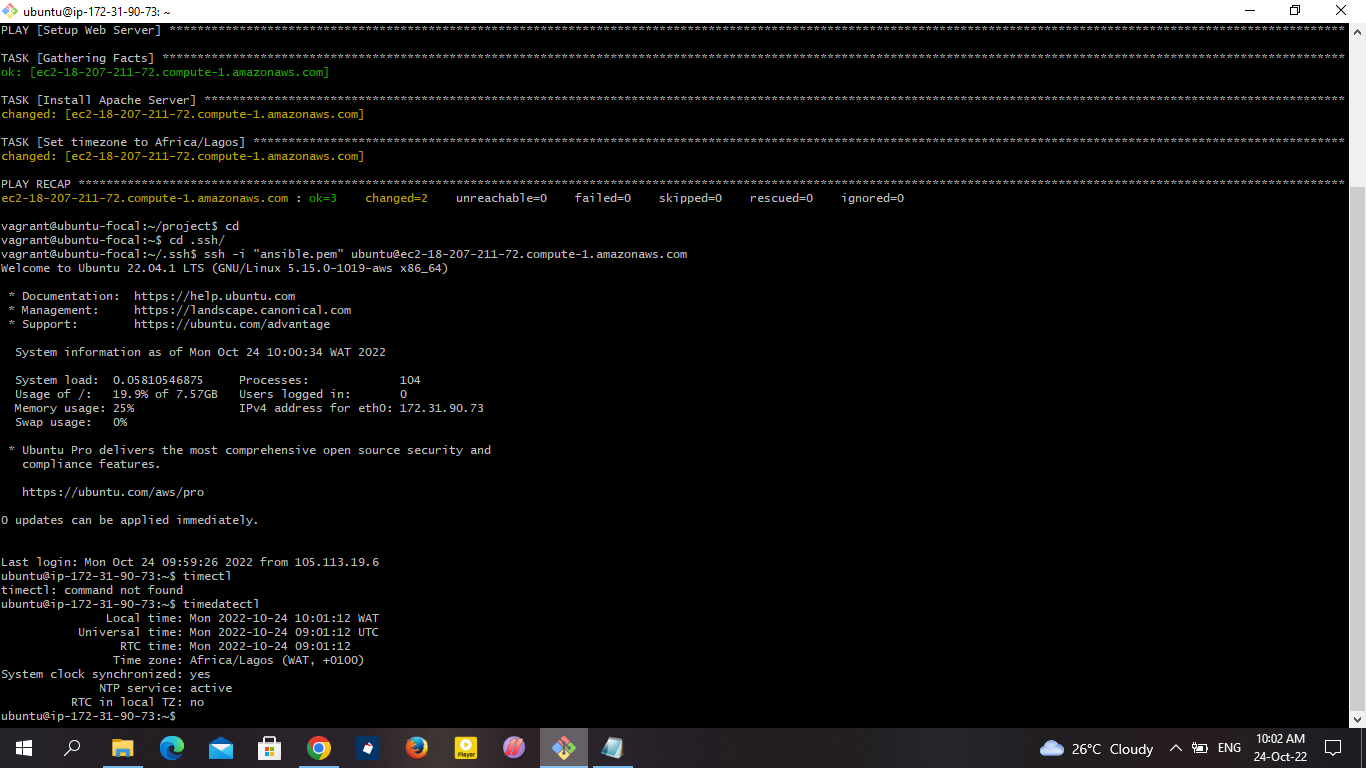 ubuntu@ip-172-31-90-73: ~
PLAY [Setup Web Server] ************************************************************************************************************************************************************************
TASK [Gathering Facts] *************************************************************************************************************************************************************************
ok: [ec2-18-207-211-72.compute-1.amazonaws.com]
TASK [Install Apache Server] *******************************************************************************************************************************************************************
changed: [ec2-18-207-211-72.compute-1.amazonaws.com]
TASK [Set timezone to Africa/Lagos] ************************************************************************************************************************************************************
changed: [ec2-18-207-211-72.compute-1.amazonaws.com]
PLAY RECAP *************************************************************************************************************************************************************************************
ec2-18-207-211-72.compute-1.amazonaws.com : ok=3    changed=2    unreachable=0    failed=0    skipped=0    rescued=0    ignored=0
vagrant@ubuntu-focal:~/project$ cd
vagrant@ubuntu-focal:~$ cd .ssh/
vagrant@ubuntu-focal:~/.ssh$ ssh -i "ansible.pem" ubuntu@ec2-18-207-211-72.compute-1.amazonaws.com
Welcome to Ubuntu 22.04.1 LTS (GNU/Linux 5.15.0-1019-aws x86_64)
* Documentation:  https://help.ubuntu.com
* Management:     https://landscape.canonical.com
* Support:        https://ubuntu.com/advantage
System information as of Mon Oct 24 10:00:34 WAT 2022
System load:  0.05810546875     Processes:             104
Usage of /:   19.9% of 7.57GB   Users logged in:       0
Memory usage: 25%               IPv4 address for eth0: 172.31.90.73
Swap usage:   0%
* Ubuntu Pro delivers the most comprehensive open source security and
compliance features.
https://ubuntu.com/aws/pro
0 updates can be applied immediately.
Last login: Mon Oct 24 09:59:26 2022 from 105.113.19.6
ubuntu@ip-172-31-90-73:~$ timectl
timectl: command not found
ubuntu@ip-172-31-90-73:~$ timedatectl
Local time: Mon 2022-10-24 10:01:12 WAT
Universal time: Mon 2022-10-24 09:01:12 UTC
RTC time: Mon 2022-10-24 09:01:12
Time zone: Africa/Lagos (WAT, +0100)
System clock synchronized: yes
NTP service: active
RTC in local TZ: no
ubuntu@ip-172-31-90-73:~$
Player
26°C Cloudy
ENG
10:02 AM
24-Oct-22